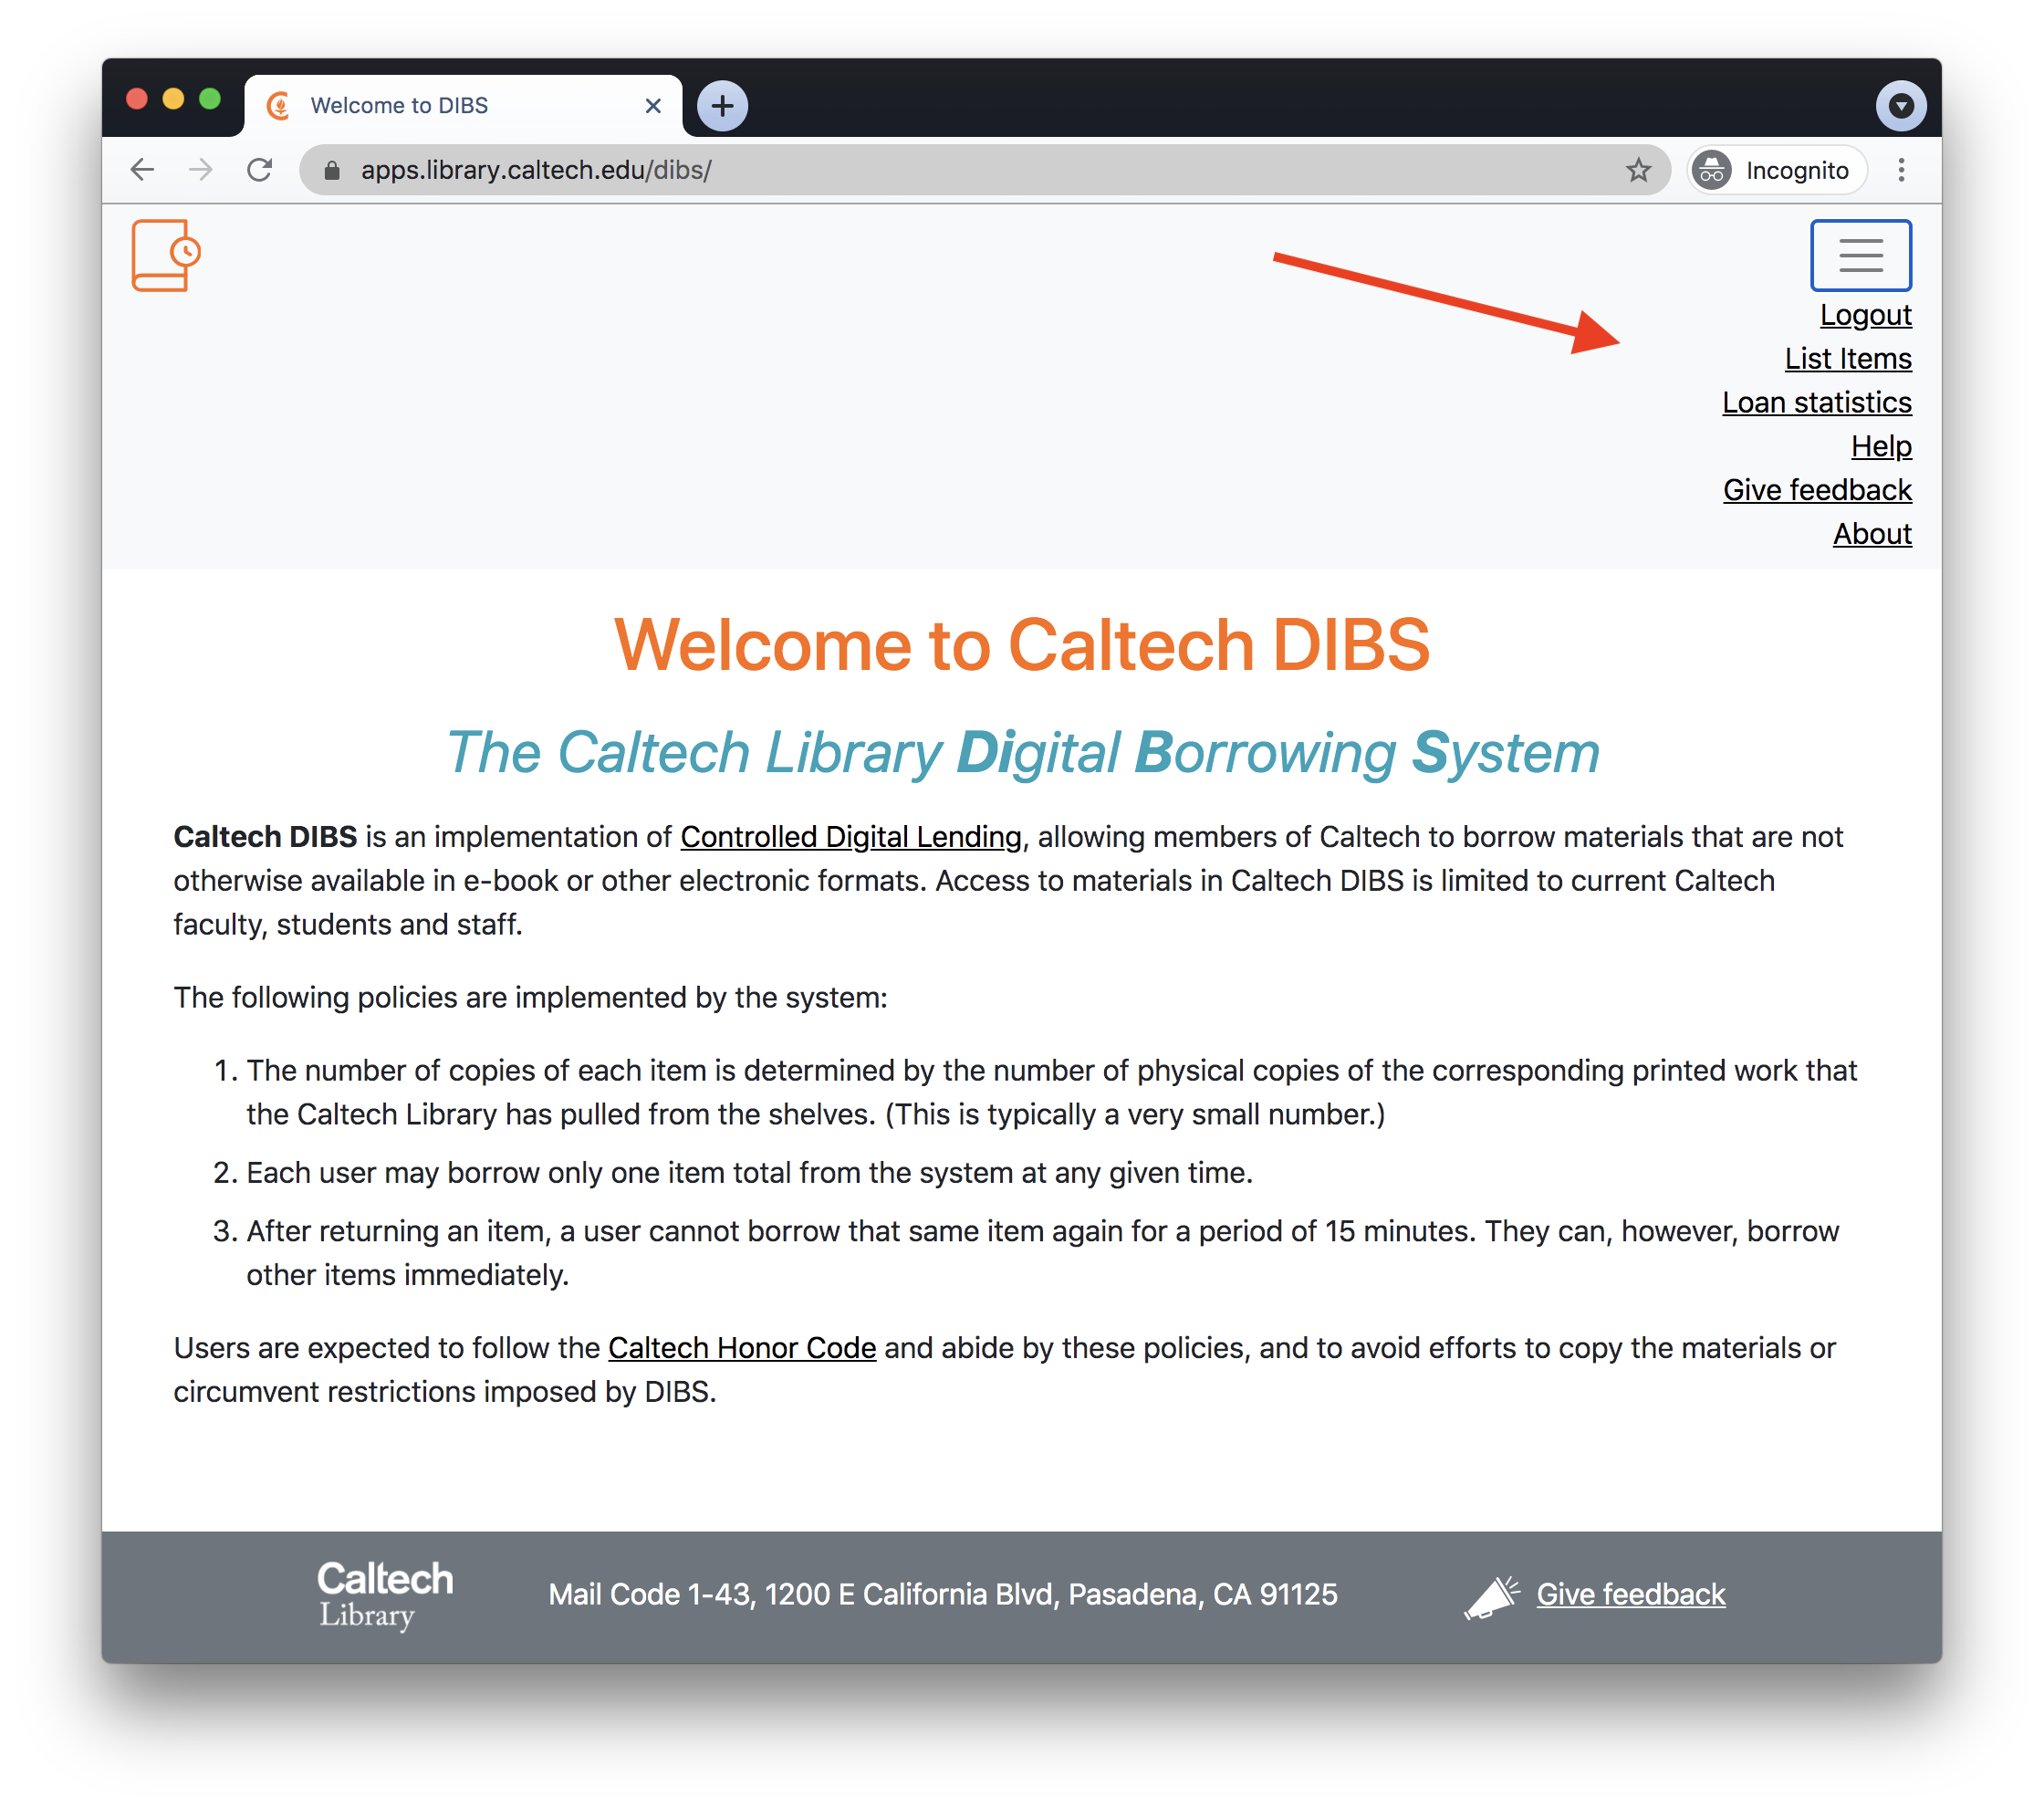 Welcome to DIBS
apps.library.caltech.edu/dibs/
Incognito
Logout
List Items
Loan statistics
Help
Give feedback
About
Welcome to Caltech DIBS
The Caltech Library Digital Borrowing System
Caltech DIBS is an implementation of Controlled Digital Lending, allowing members of Caltech to borrow materials that are not
otherwise available in e-book or other electronic formats. Access to materials in Caltech DIBS is limited to current Caltech
faculty, students and staff.
The following policies are implemented by the system:
1. The number of copies of each item is determined by the number of physical copies of the corresponding printed work that
the Caltech Library has pulled from the shelves. (This is typically a very small number.)
2. Each user may borrow only one item total from the system at any given time.
3. After returning an item, a user cannot borrow that same item again for a period of 15 minutes. They can, however, borrow
other items immediately.
Users are expected to follow the Caltech Honor Code and abide by these policies, and to avoid efforts to copy the materials or
circumvent restrictions imposed by DIBS.
Caltech
Library
Mail Code 1-43, 1200 E California Blvd, Pasadena, CA 91125
Give feedback